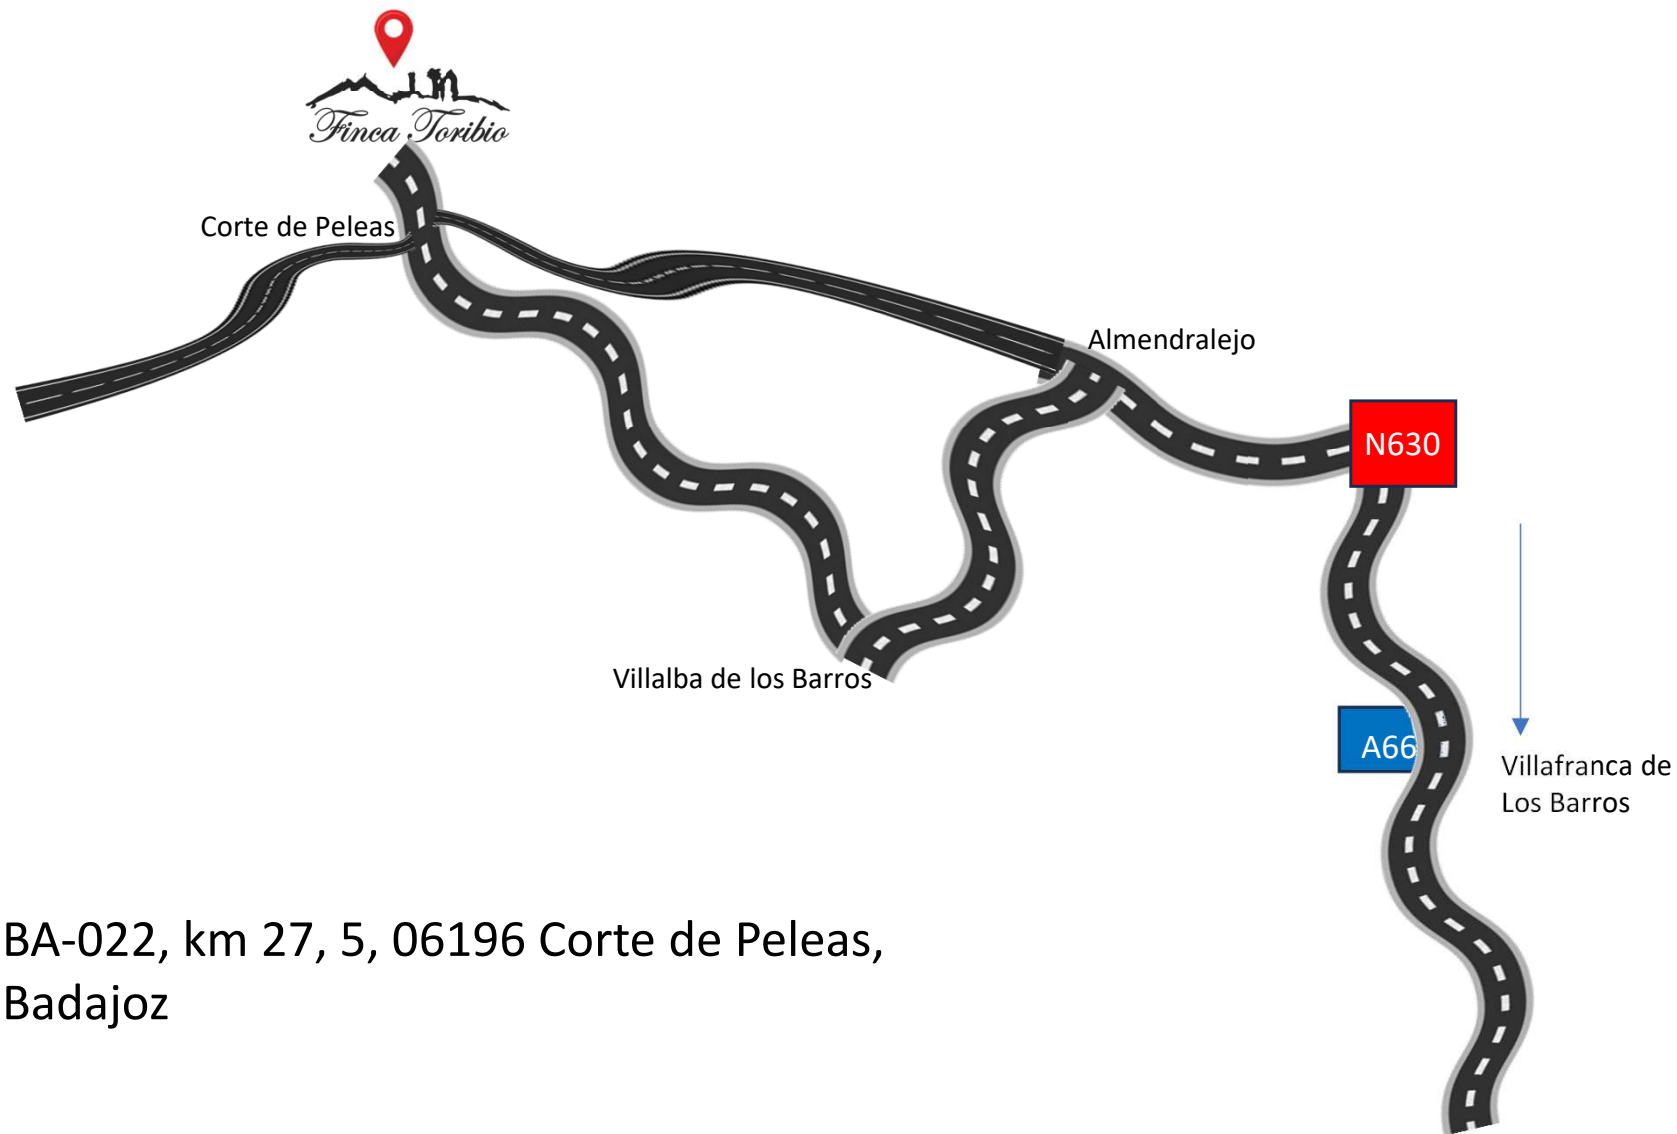 Finca Toribio
Corte de Peleas
Almendralejo
N630
Villalba de los Barros
A66
Villafranca de
Los Barros
BA-022, km 27, 5, 06196 Corte de Peleas,
Badajoz